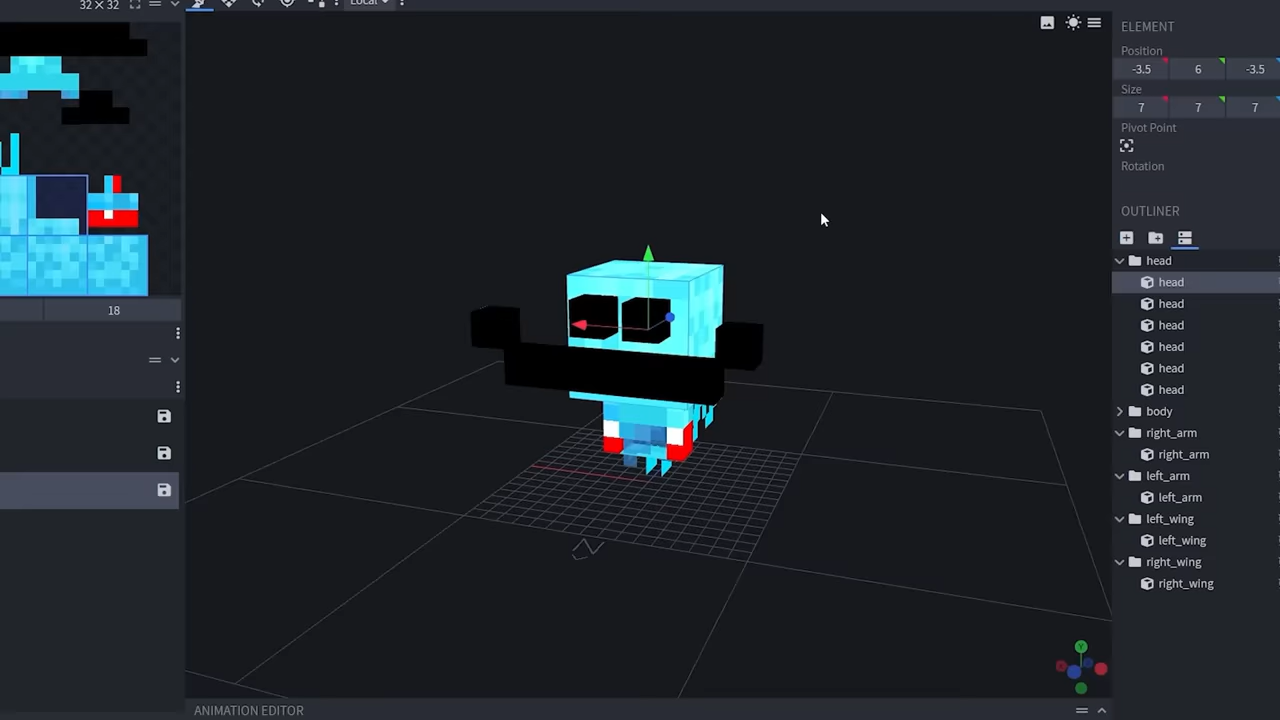 32×32
Local
ELEMENT
Position
-3.5 6 -3.5
Size
7 7 7
Pivot Point
Rotation
OUTLINER
head
head
head
head
head
head
head
body
right_arm
right_arm
left_arm
left_arm
left_wing
left_wing
right_wing
right_wing
18
ANIMATION EDITOR